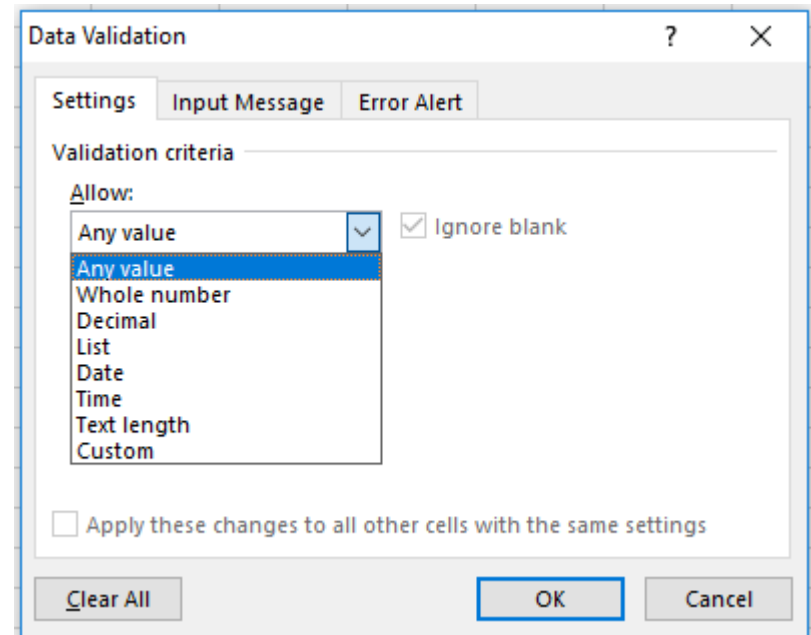 Data Validation ?
Settings Input Message Error Alert
Validation criteria
Allow:
Any value Ignore blank
Any value
Whole number
Decimal
List
Date
Time
Text length
Custom
Apply these changes to all other cells with the same settings
Clear All OK Cancel